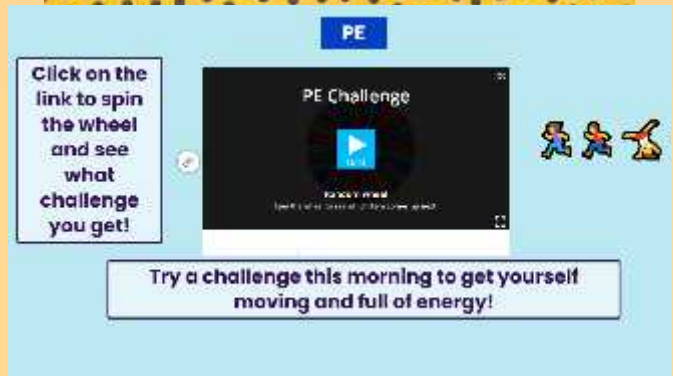 PE
Click on the
link to spin
the wheel
and see
what
challenge
you get!
PE Challenge
Random wheel
Try a challenge this morning to get yourself
moving and full of energy!